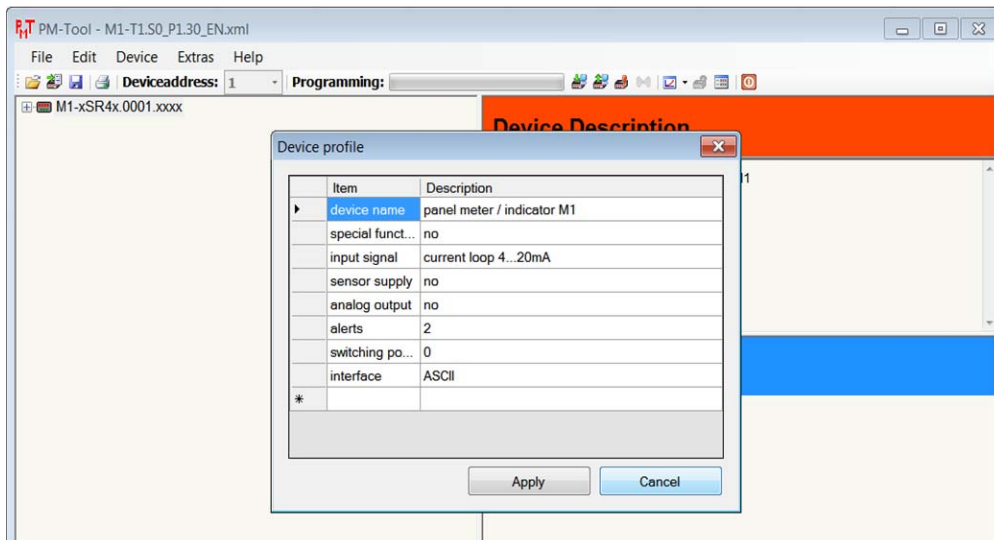 PM-Tool - M1-T1.S0_P1.30_EN.xml
File Edit Device Extras Help
Deviceaddress: 1 Programming:
M1-xSR4x.0001.xxxx
Device Description
Device profile
M1
Item Description
device name panel meter / indicator M1
special funct... no
input signal current loop 4...20mA
sensor supply no
analog output no
alerts 2
switching po... 0
interface ASCII
Apply Cancel